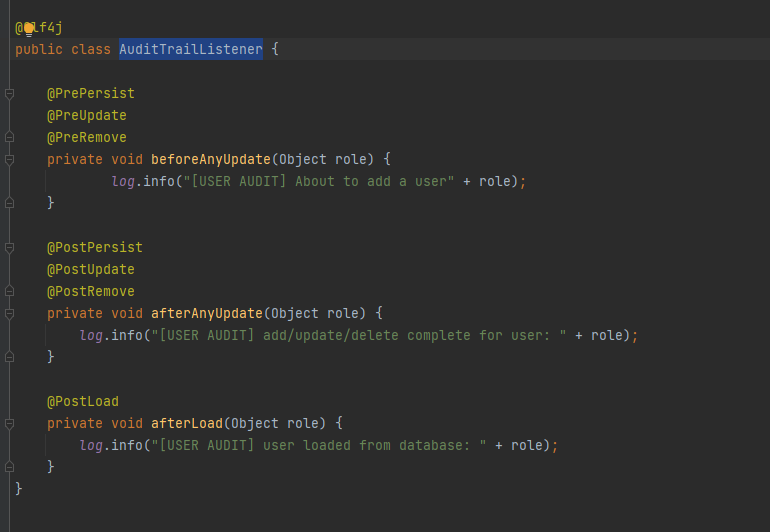 @Slf4j
public class AuditTrailListener {
@PrePersist
@PreUpdate
@PreRemove
private void beforeAnyUpdate(Object role) {
log.info("[USER AUDIT] About to add a user" + role);
}
@PostPersist
@PostUpdate
@PostRemove
private void afterAnyUpdate(Object role) {
log.info("[USER AUDIT] add/update/delete complete for user: " + role);
}
@PostLoad
private void afterLoad(Object role) {
log.info("[USER AUDIT] user loaded from database: " + role);
}
}